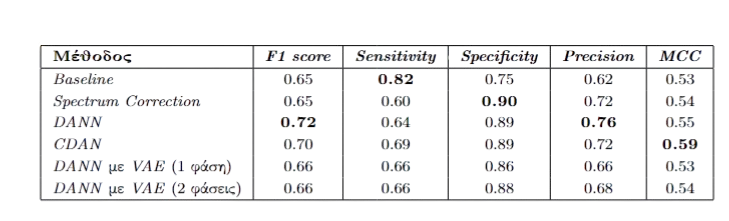 Μέθοδος F1 score Sensitivity Specificity Precision MCC
Baseline 0.65 0.82 0.75 0.62 0.53
Spectrum Correction 0.65 0.60 0.90 0.72 0.54
DANN 0.72 0.64 0.89 0.76 0.55
CDAN 0.70 0.69 0.89 0.72 0.59
DANN με VAE (1 φάση) 0.66 0.66 0.86 0.66 0.53
DANN με VAE (2 φάσεις) 0.66 0.66 0.88 0.68 0.54